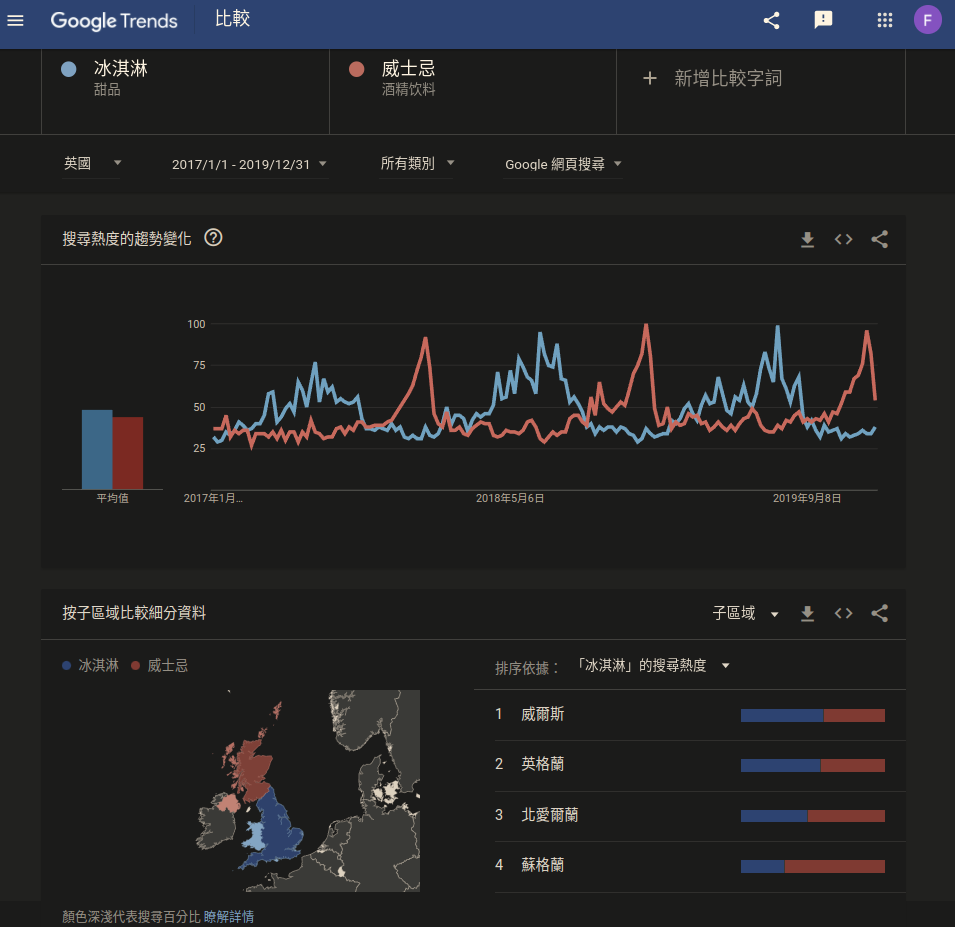 Google Trends 比較
F
冰淇淋
甜品
威士忌
酒精饮料
+ 新增比較字詞
英國 2017/1/1 - 2019/12/31 所有類別 Google 網頁搜尋
搜尋熱度的趨勢變化 ?
100
75
50
25
平均值
2017年1月... 2018年5月6日 2019年9月8日
按子區域比較細分資料
子區域
冰淇淋 威士忌
排序依據： 「冰淇淋」的搜尋熱度
1 威爾斯
2 英格蘭
3 北愛爾蘭
4 蘇格蘭
顏色深淺代表搜尋百分比 瞭解詳情